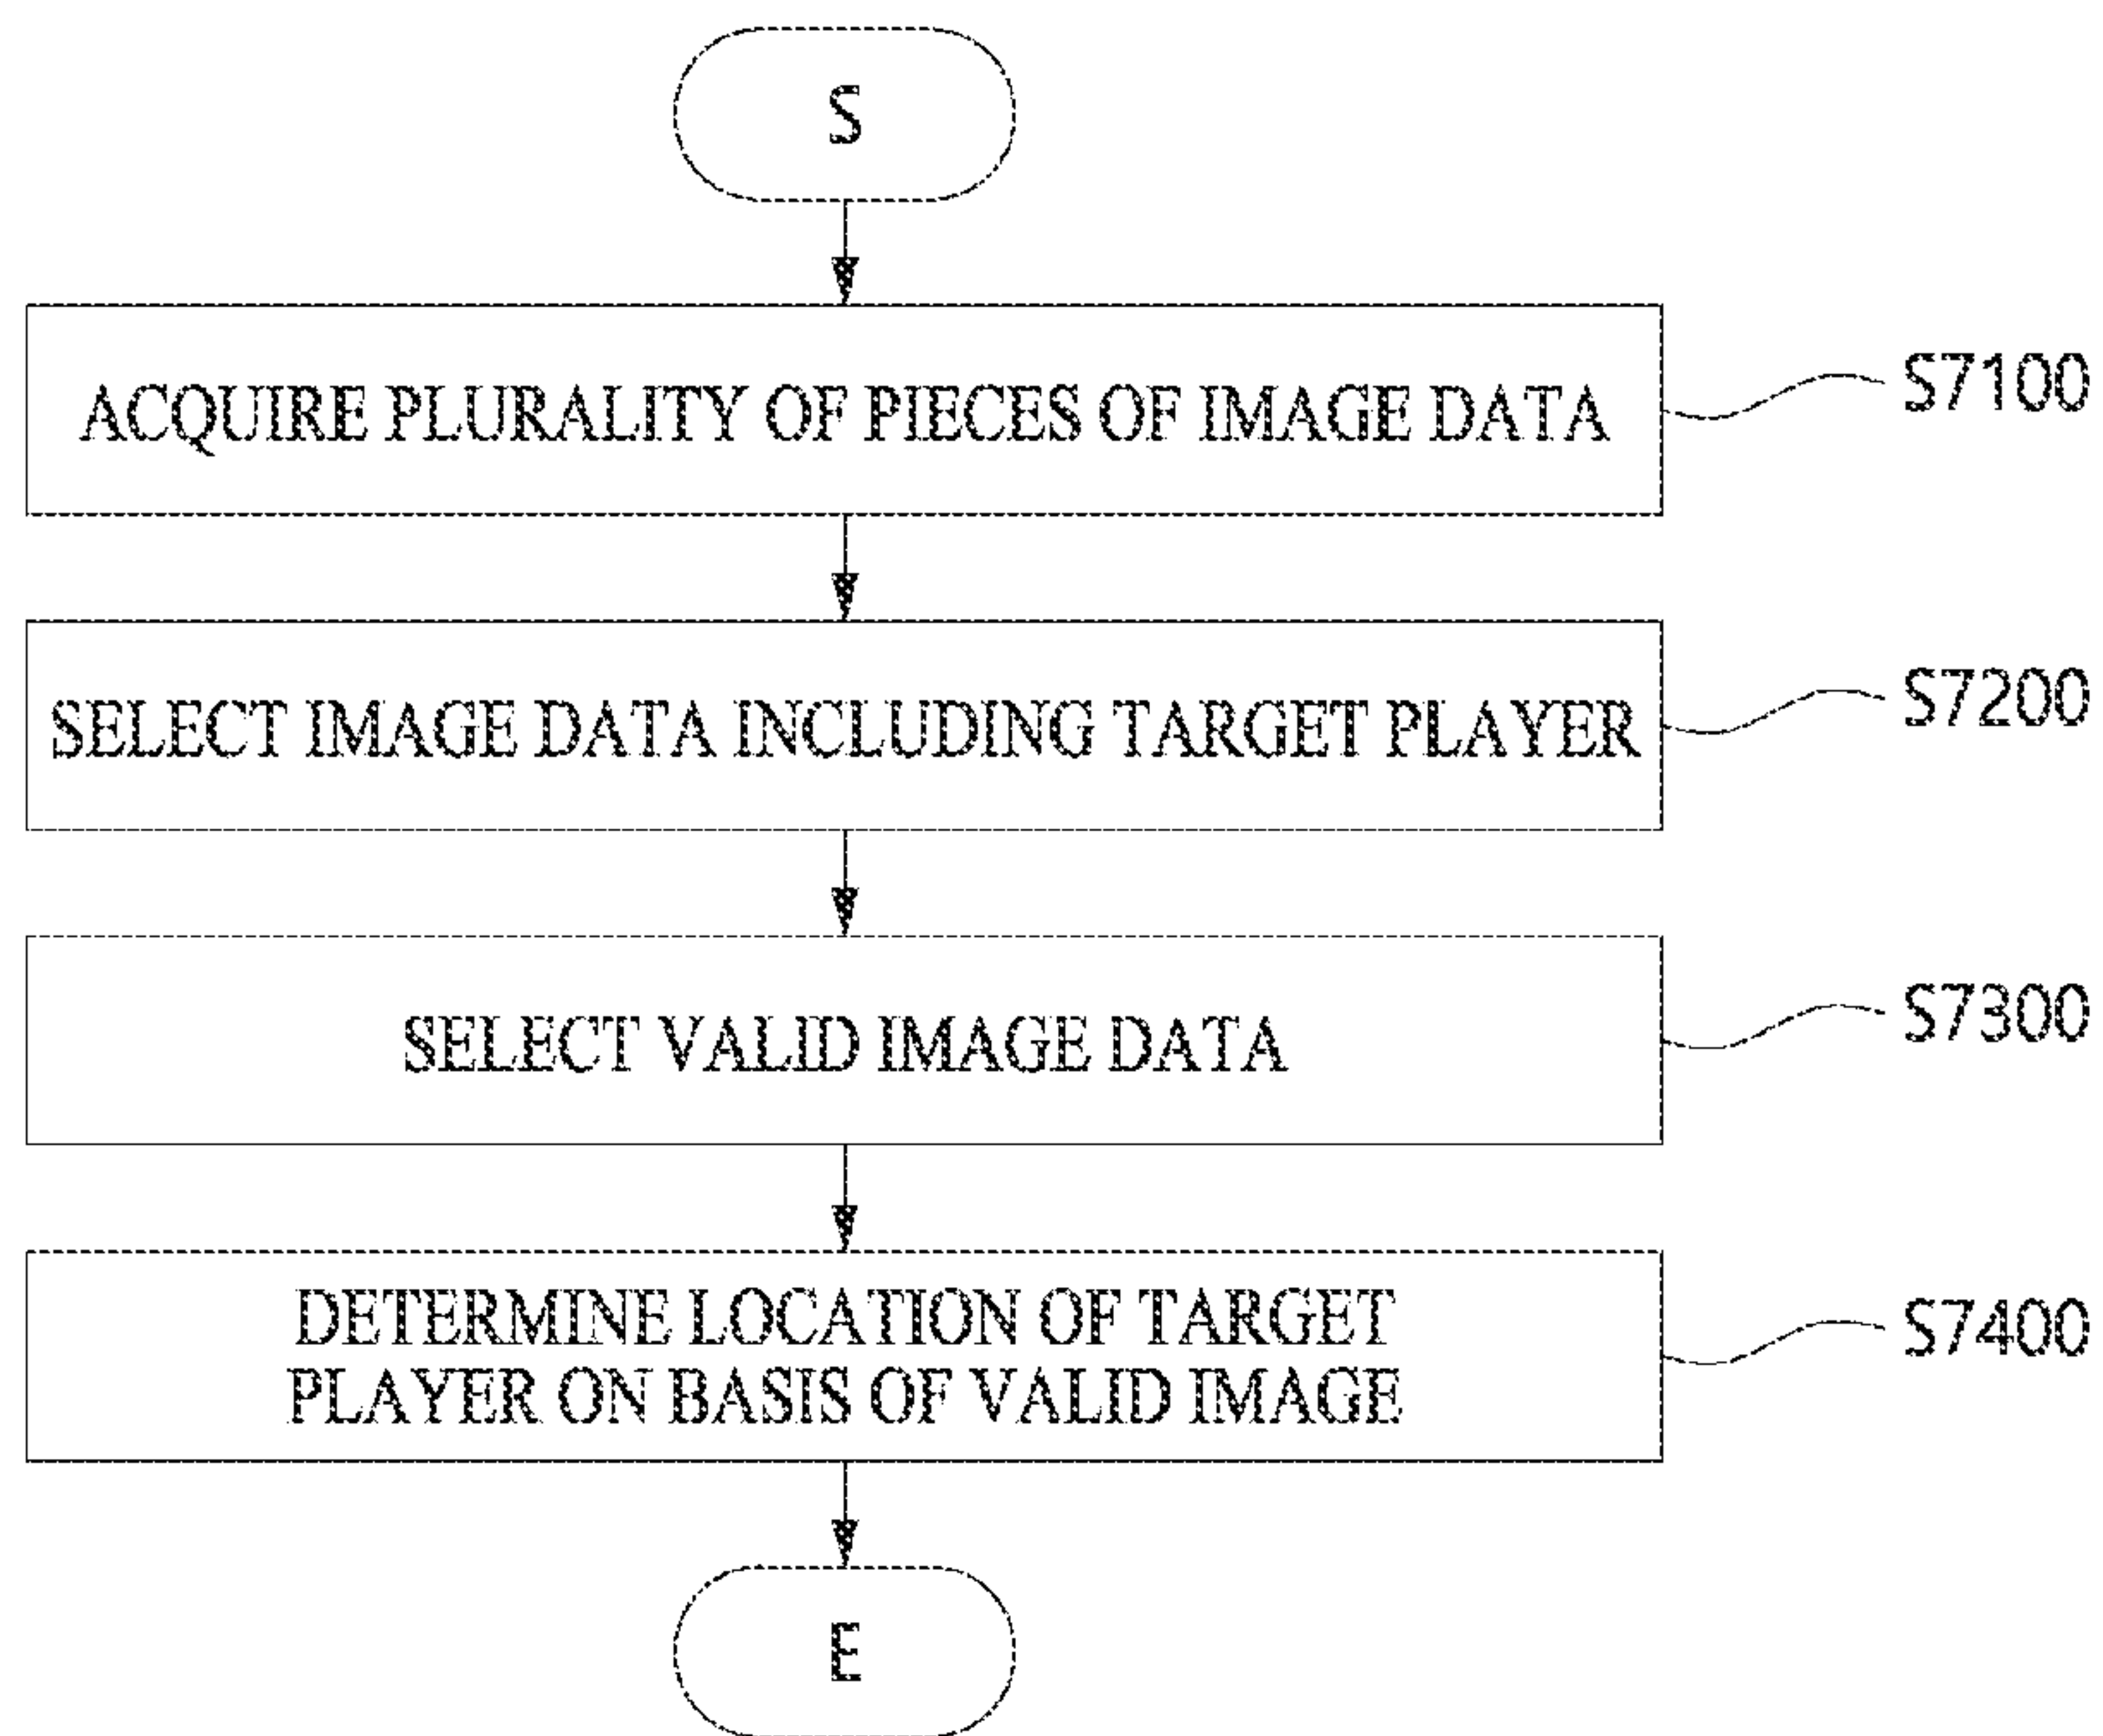 S
ACQUIRE PLURALITY OF PIECES OF IMAGE DATA
S7100
SELECT IMAGE DATA INCLUDING TARGET PLAYER
S7200
SELECT VALID IMAGE DATA
S7300
DETERMINE LOCATION OF TARGET
PLAYER ON BASIS OF VALID IMAGE
S7400
E